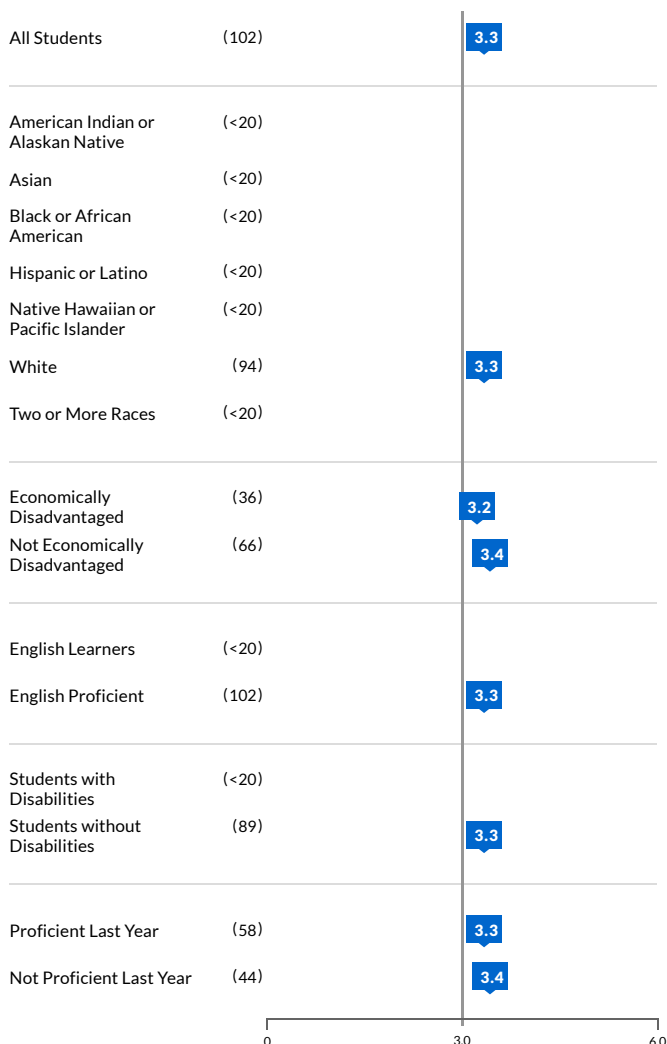 All Students (102) 3.3
American Indian or (<20)
Alaskan Native
Asian (<20)
Black or African (<20)
American
Hispanic or Latino (<20)
Native Hawaiian or (<20)
Pacific Islander
White (94) 3.3
Two or More Races (<20)
Economically (36) 3.2
Disadvantaged
Not Economically (66) 3.4
Disadvantaged
English Learners (<20)
English Proficient (102) 3.3
Students with (<20)
Disabilities
Students without (89) 3.3
Disabilities
Proficient Last Year (58) 3.3
Not Proficient Last Year (44) 3.4
0 3.0 6.0